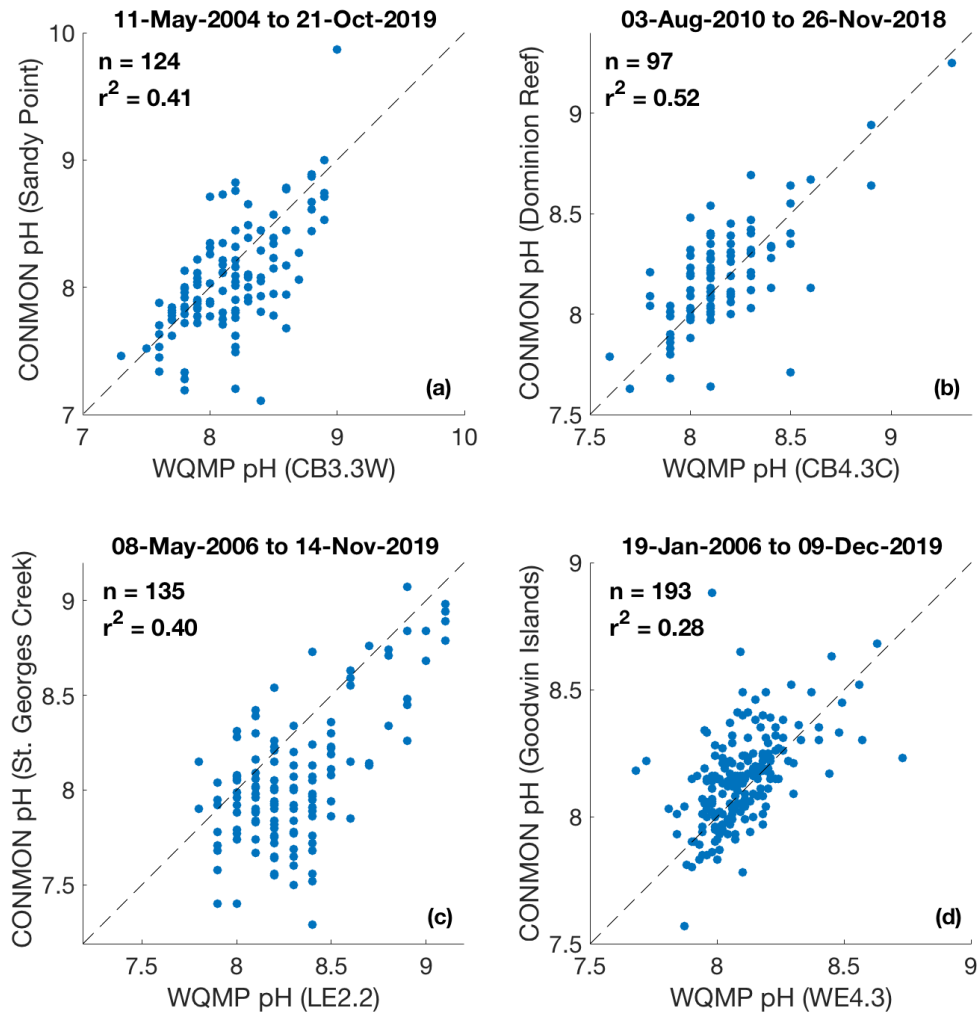 11-May-2004 to 21-Oct-2019
n = 124
r² = 0.41
CONMON pH (Sandy Point)
10
9
8
7
(a)
7 8 9 10
WQMP pH (CB3.3W)
03-Aug-2010 to 26-Nov-2018
n = 97
r² = 0.52
CONMON pH (Dominion Reef)
9
8.5
8
7.5
(b)
7.5 8 8.5 9
WQMP pH (CB4.3C)
08-May-2006 to 14-Nov-2019
n = 135
r² = 0.40
CONMON pH (St. Georges Creek)
9
8.5
8
7.5
(c)
7.5 8 8.5 9
WQMP pH (LE2.2)
19-Jan-2006 to 09-Dec-2019
n = 193
r² = 0.28
CONMON pH (Goodwin Islands)
9
8.5
8
7.5
(d)
7.5 8 8.5 9
WQMP pH (WE4.3)